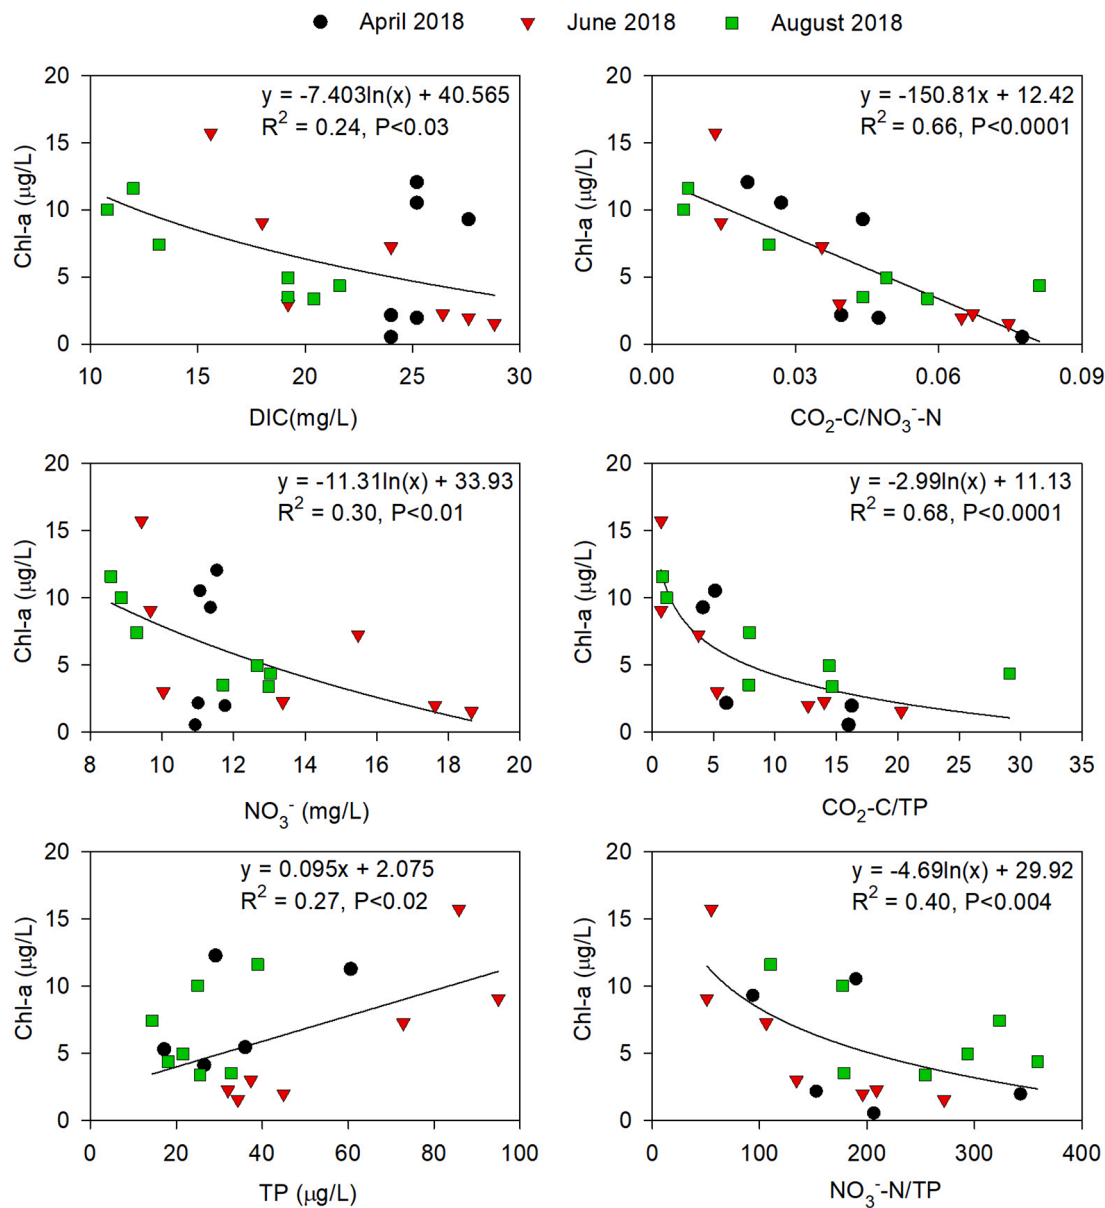 April 2018 June 2018 August 2018
20
15
10
5
0
Chl-a (μg/L)
y = -7.403ln(x) + 40.565
R² = 0.24, P<0.03
10 15 20 25 30
DIC(mg/L)
20
15
10
5
0
Chl-a (μg/L)
y = -150.81x + 12.42
R² = 0.66, P<0.0001
0.00 0.03 0.06 0.09
CO₂-C/NO₃⁻-N
20
15
10
5
0
Chl-a (μg/L)
y = -11.31ln(x) + 33.93
R² = 0.30, P<0.01
8 10 12 14 16 18 20
NO₃⁻ (mg/L)
20
15
10
5
0
Chl-a (μg/L)
y = -2.99ln(x) + 11.13
R² = 0.68, P<0.0001
0 5 10 15 20 25 30 35
CO₂-C/TP
20
15
10
5
0
Chl-a (μg/L)
y = 0.095x + 2.075
R² = 0.27, P<0.02
0 20 40 60 80 100
TP (μg/L)
20
15
10
5
0
Chl-a (μg/L)
y = -4.69ln(x) + 29.92
R² = 0.40, P<0.004
0 100 200 300 400
NO₃⁻-N/TP